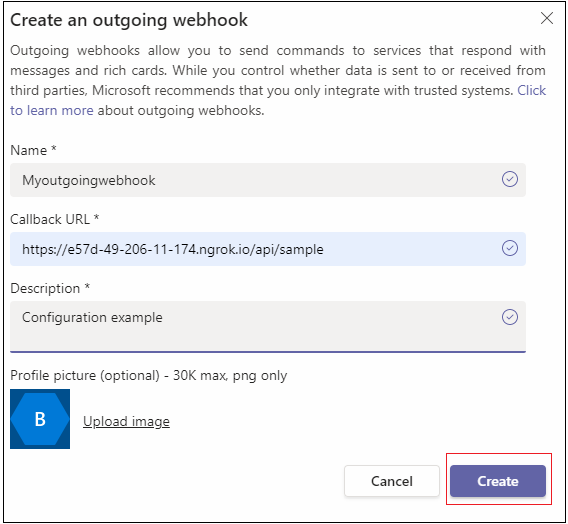 Create an outgoing webhook
Outgoing webhooks allow you to send commands to services that respond with
messages and rich cards. While you control whether data is sent to or received from
third parties, Microsoft recommends that you only integrate with trusted systems. Click
to learn more about outgoing webhooks.
Name *
Myoutgoingwebhook
Callback URL *
https://e57d-49-206-11-174.ngrok.io/api/sample
Description *
Configuration example
Profile picture (optional) - 30K max, png only
B
Upload image
Cancel
Create